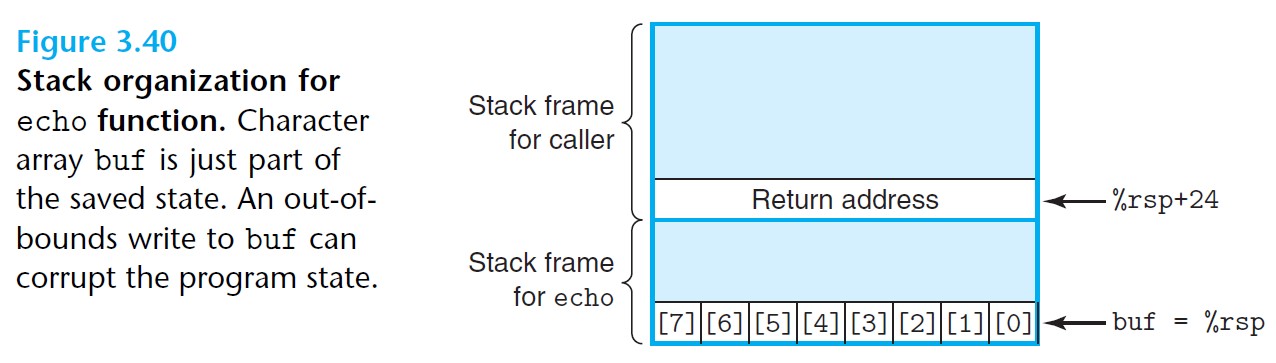 Figure 3.40
Stack organization for
echo function. Character
array buf is just part of
the saved state. An out-of-
bounds write to buf can
corrupt the program state.
Stack frame
for caller
Return address
%rsp+24
Stack frame
for echo
[7] [6] [5] [4] [3] [2] [1] [0]
buf = %rsp